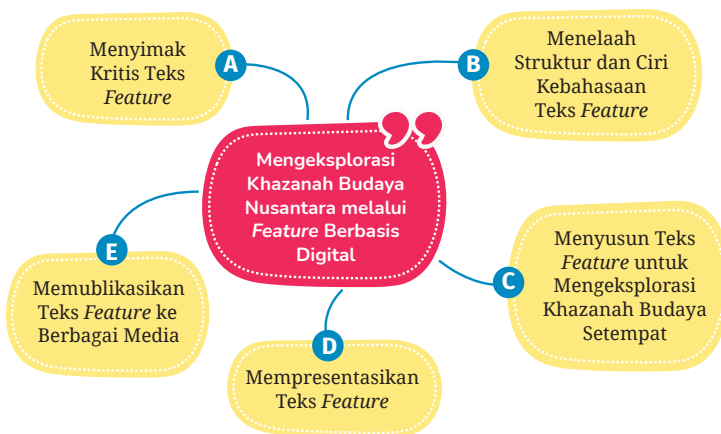 Menyimak
Kritis Teks
Feature
A
B
Menelaah
Struktur dan Ciri
Kebahasaan
Teks Feature
Mengeksplorasi
Khazanah Budaya
Nusantara melalui
Feature Berbasis
Digital
C
Menyusun Teks
Feature untuk
Mengeksplorasi
Khazanah Budaya
Setempat
D
Mempresentasikan
Teks Feature
E
Memublikasikan
Teks Feature ke
Berbagai Media